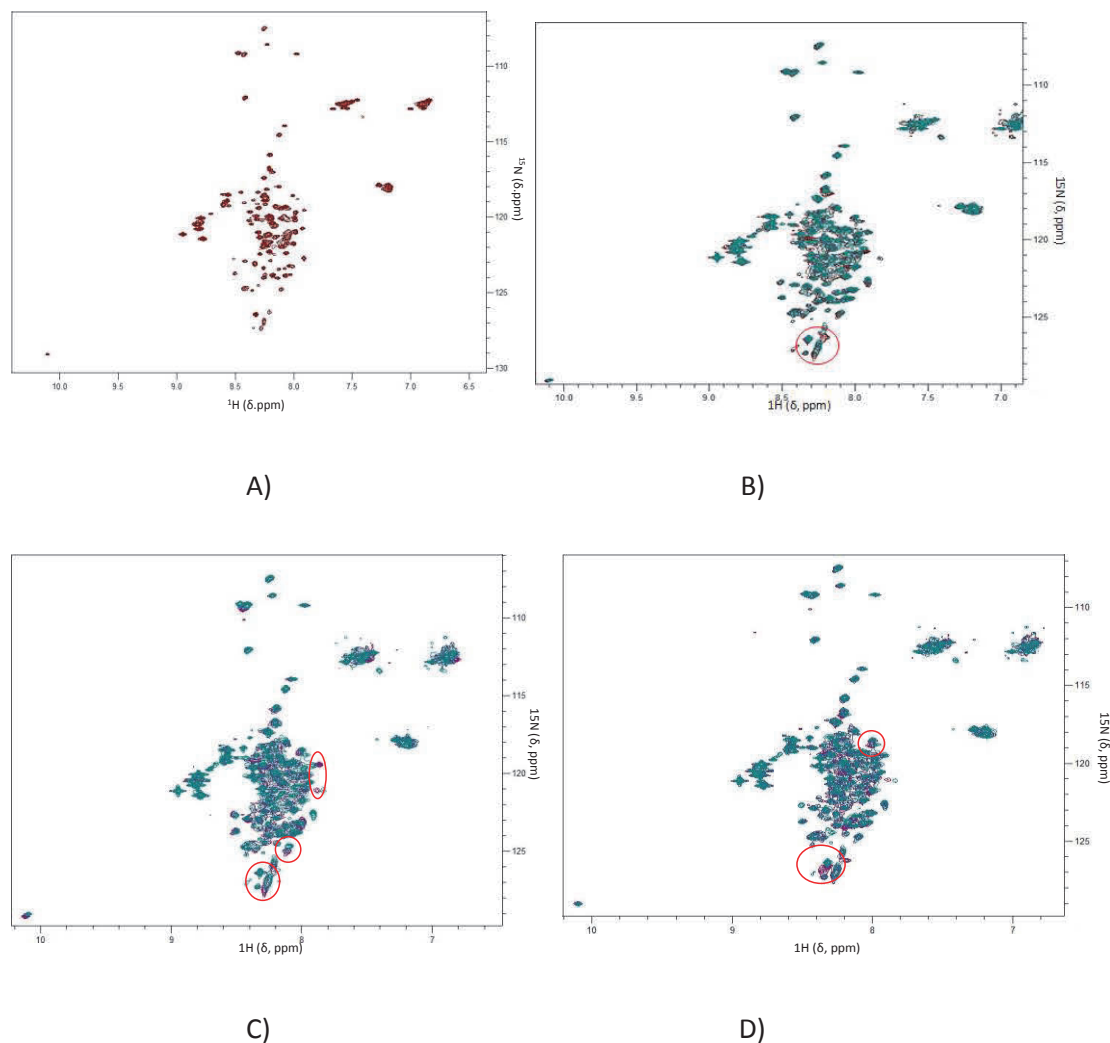 110
115
120
125
130
15N (δ.ppm)
10.0 9.5 9.0 8.5 8.0 7.5 7.0 6.5
1H (δ.ppm)
A)
110
115
120
125
15N (δ, ppm)
10.0 9.0 8.5 8.0 7.5 7.0
1H (δ, ppm)
B)
110
115
120
125
15N (δ, ppm)
10 9 8 7
1H (δ, ppm)
C)
110
115
120
125
15N (δ, ppm)
10 9 8 7
1H (δ, ppm)
D)